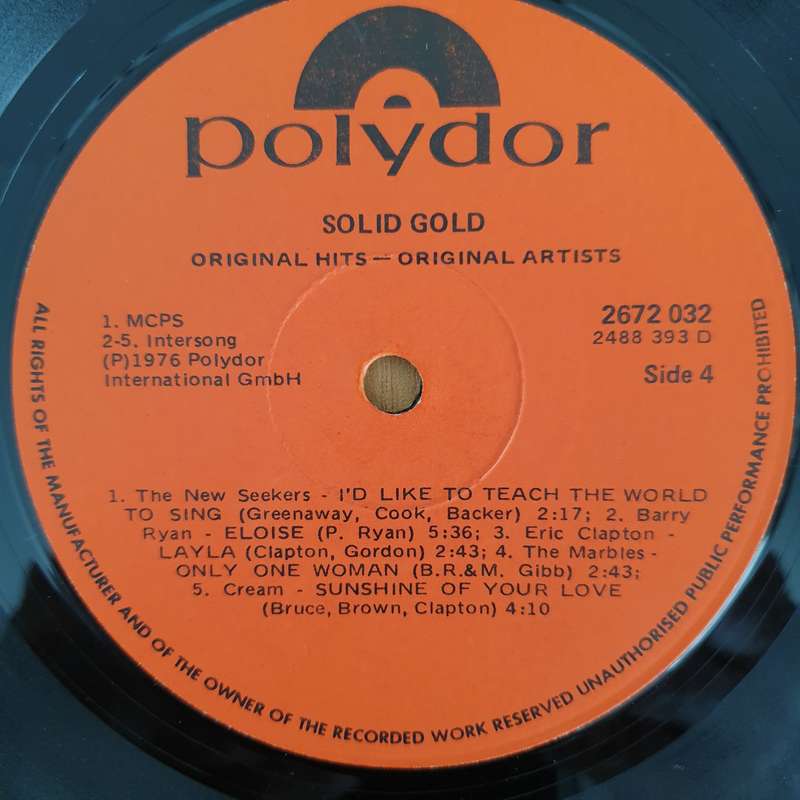 polydor
SOLID GOLD
ORIGINAL HITS — ORIGINAL ARTISTS
1. MCPS
2-5. Intersong
(P)1976 Polydor
International GmbH
2672 032
2488 393 D
Side 4
1. The New Seekers - I'D LIKE TO TEACH THE WORLD
TO SING (Greenaway, Cook, Backer) 2:17; 2. Barry
Ryan - ELOISE (P. Ryan) 5:36; 3. Eric Clapton -
LAYLA (Clapton, Gordon) 2:43; 4. The Marbles -
ONLY ONE WOMAN (B.R.&M. Gibb) 2:43;
5. Cream - SUNSHINE OF YOUR LOVE
(Bruce, Brown, Clapton) 4:10
ALL RIGHTS OF THE MANUFACTURER AND OF THE OWNER OF THE RECORDED WORK RESERVED UNAUTHORISED PUBLIC PERFORMANCE PROHIBITED